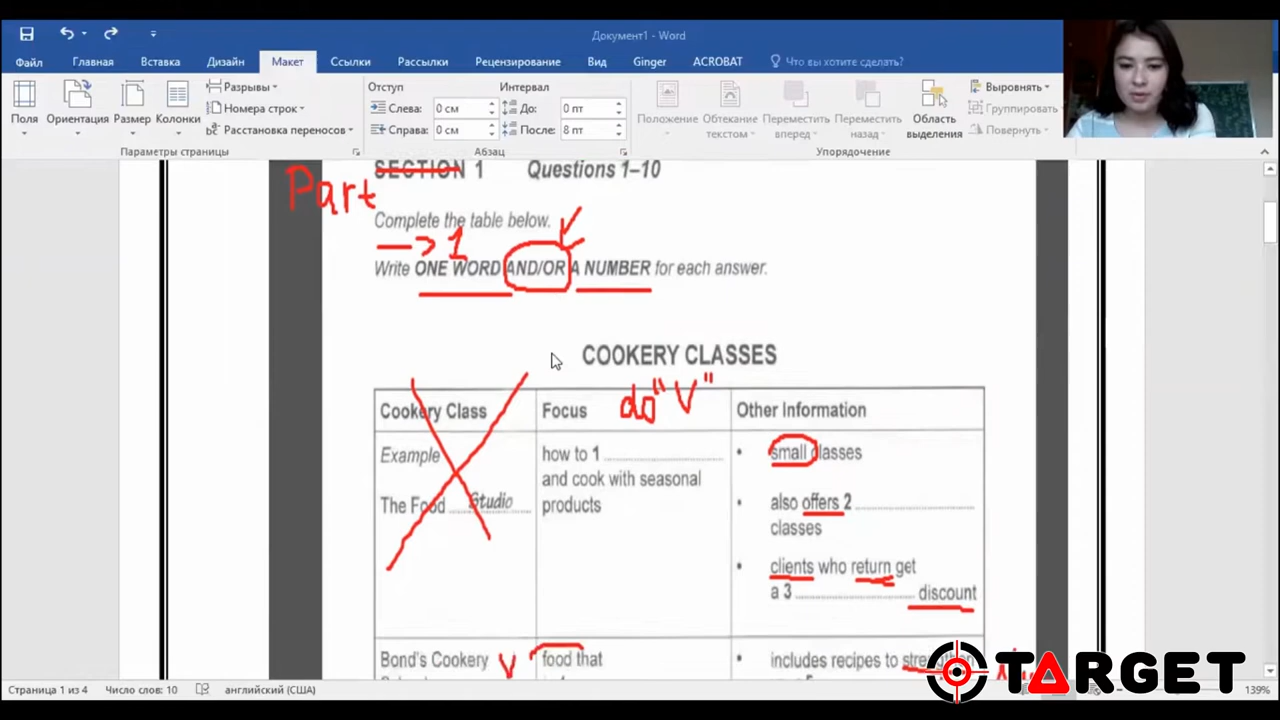 Документ1 - Word
Файл Главная Вставка Дизайн Макет Ссылки Рассылки Рецензирование Вид Ginger ACROBAT Что вы хотите сделать?
Поля Ориентация Размер Колонки
Разрывы
Номера строк
Расстановка переносов
Параметры страницы
Отступ
Слева: 0 см
Справа: 0 см
Интервал
До: 0 пт
После: 8 пт
Абзац
Положение Обтекание текстом Переместить вперед Переместить назад Область выделения
Выровнять
Группировать
Повернуть
Упорядочение
SECTION 1 Questions 1–10
Part
Complete the table below.
> 1
Write ONE WORD AND/OR A NUMBER for each answer.
COOKERY CLASSES
do "V"
Cookery Class Focus Other Information
Example
The Food Studio
how to 1
and cook with seasonal
products
• small classes
• also offers 2
classes
• clients who return get
a 3 discount
Bond's Cookery V
food that
• includes recipes to strengthen
TARGET
Страница 1 из 4 Число слов: 10 английский (США) 139%